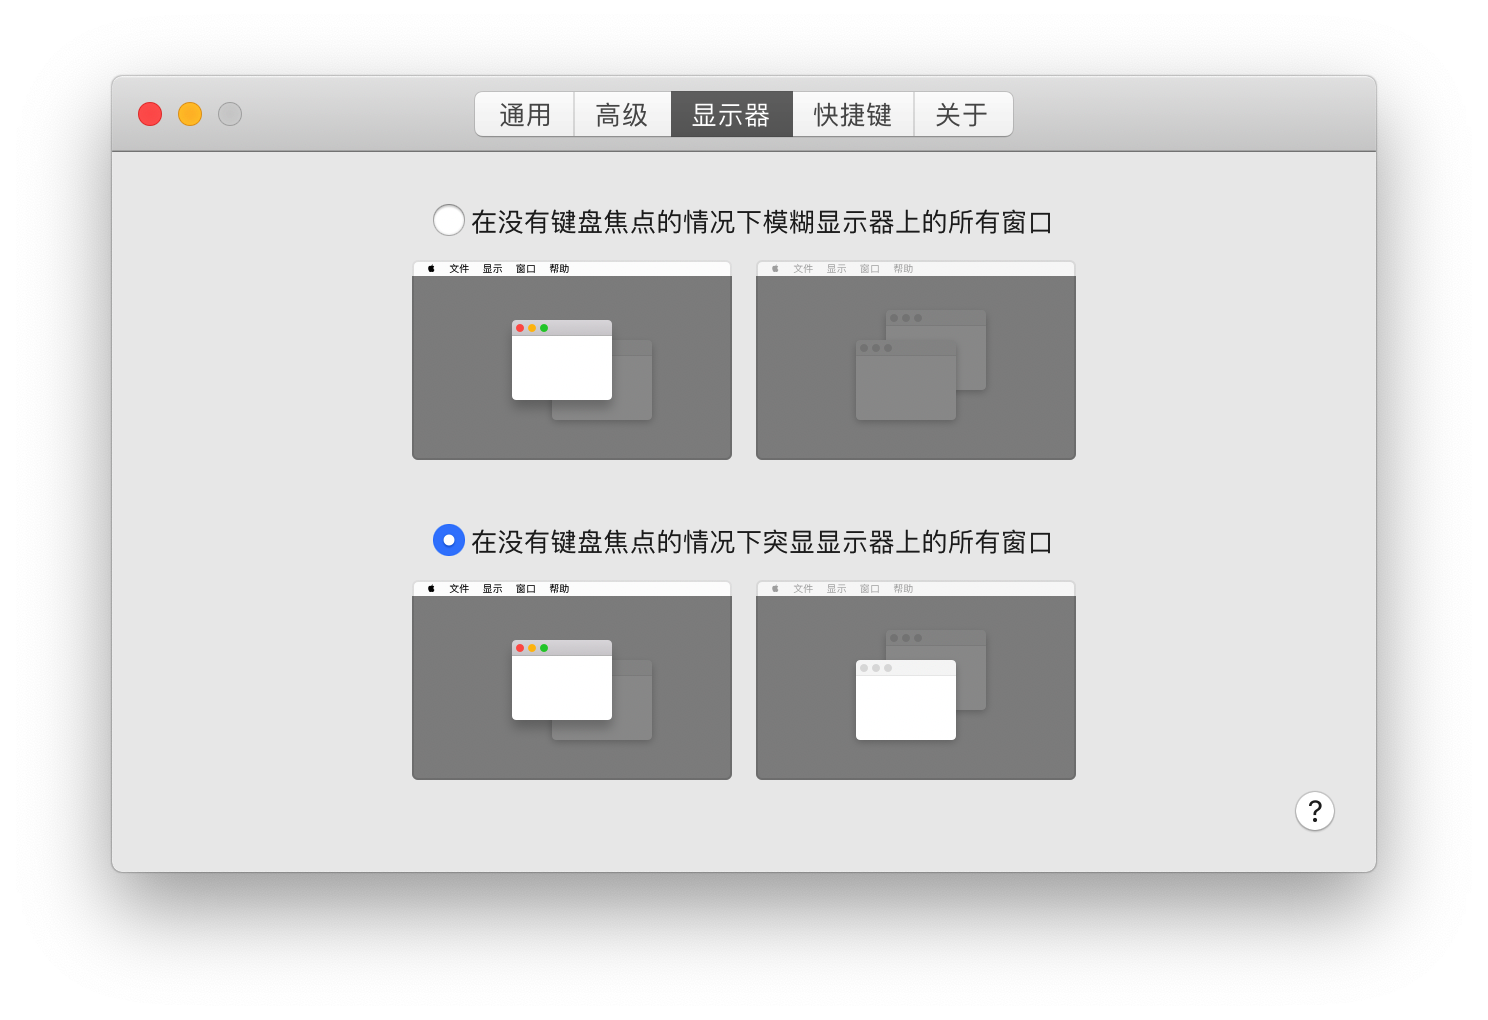 通用 高级 显示器 快捷键 关于
在没有键盘焦点的情况下模糊显示器上的所有窗口
文件 显示 窗口 帮助
文件 显示 窗口 帮助
在没有键盘焦点的情况下突显显示器上的所有窗口
文件 显示 窗口 帮助
文件 显示 窗口 帮助
?